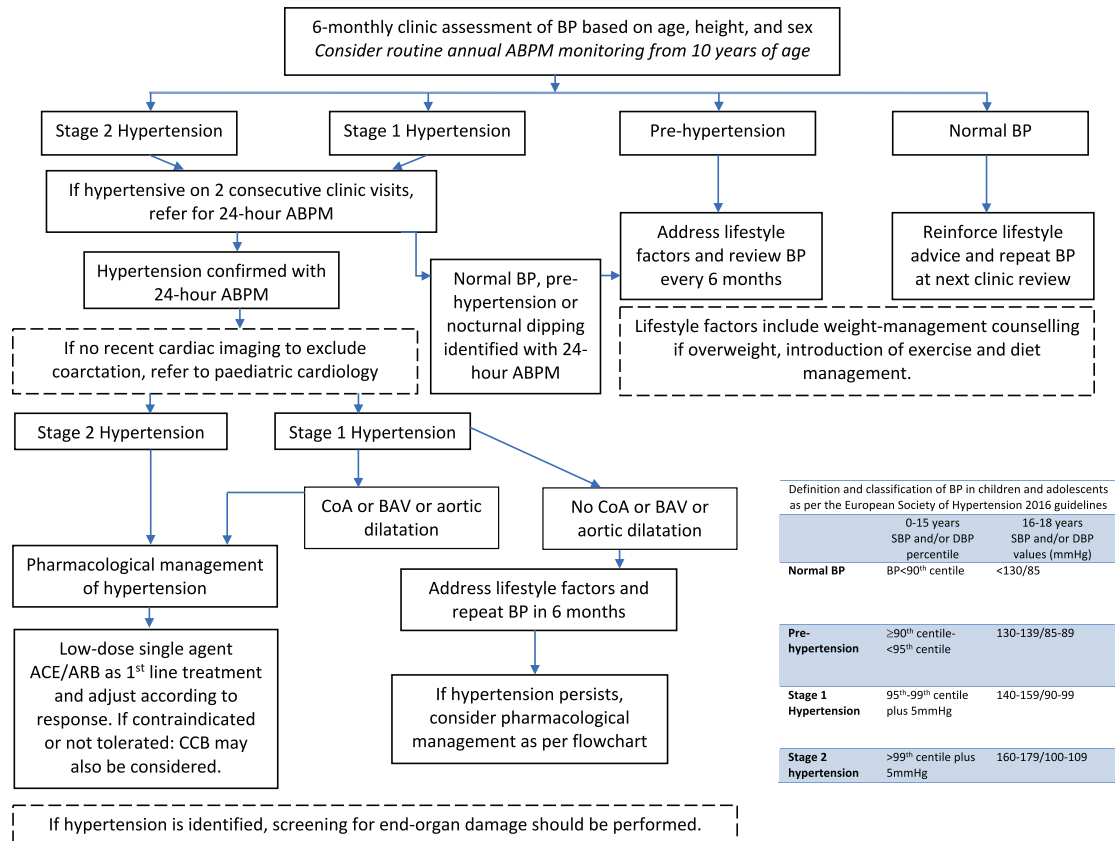 6-monthly clinic assessment of BP based on age, height, and sex
Consider routine annual ABPM monitoring from 10 years of age
Stage 2 Hypertension
Stage 1 Hypertension
Pre-hypertension
Normal BP
If hypertensive on 2 consecutive clinic visits,
refer for 24-hour ABPM
Address lifestyle
factors and review BP
every 6 months
Reinforce lifestyle
advice and repeat BP
at next clinic review
Hypertension confirmed with
24-hour ABPM
Normal BP, pre-
hypertension or
nocturnal dipping
identified with 24-
hour ABPM
Lifestyle factors include weight-management counselling
if overweight, introduction of exercise and diet
management.
If no recent cardiac imaging to exclude
coarctation, refer to paediatric cardiology
Stage 2 Hypertension
Stage 1 Hypertension
CoA or BAV or aortic
dilatation
No CoA or BAV or
aortic dilatation
Pharmacological management
of hypertension
Address lifestyle factors and
repeat BP in 6 months
Low-dose single agent
ACE/ARB as 1st line treatment
and adjust according to
response. If contraindicated
or not tolerated: CCB may
also be considered.
If hypertension persists,
consider pharmacological
management as per flowchart
If hypertension is identified, screening for end-organ damage should be performed.
Definition and classification of BP in children and adolescents
as per the European Society of Hypertension 2016 guidelines
0-15 years
SBP and/or DBP
percentile
16-18 years
SBP and/or DBP
values (mmHg)
Normal BP
BP<90th centile
<130/85
Pre-
hypertension
≥90th centile-
<95th centile
130-139/85-89
Stage 1
Hypertension
95th-99th centile
plus 5mmHg
140-159/90-99
Stage 2
hypertension
>99th centile plus
5mmHg
160-179/100-109